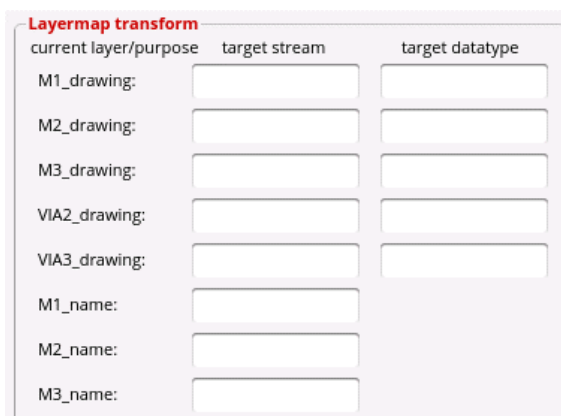 Layermap transform
current layer/purpose target stream target datatype
M1_drawing:
M2_drawing:
M3_drawing:
VIA2_drawing:
VIA3_drawing:
M1_name:
M2_name:
M3_name: